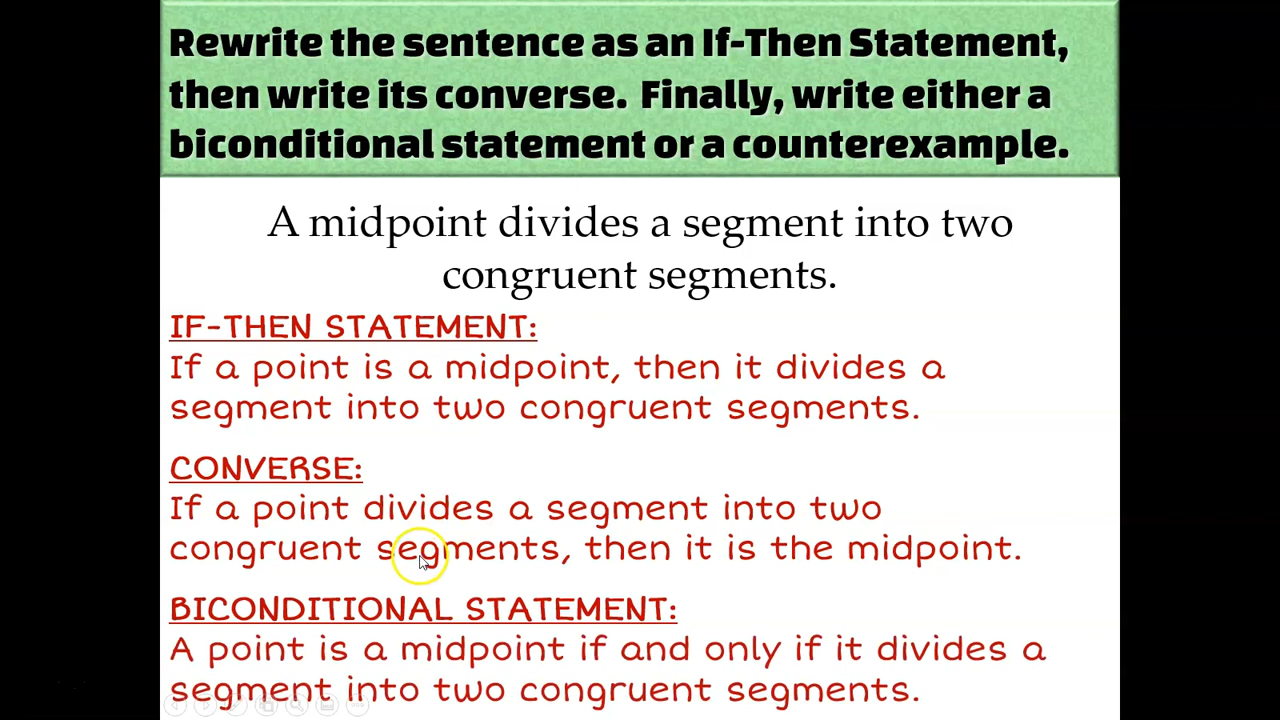 Rewrite the sentence as an If-Then Statement,
then write its converse. Finally, write either a
biconditional statement or a counterexample.
A midpoint divides a segment into two
congruent segments.
IF-THEN STATEMENT:
If a point is a midpoint, then it divides a
segment into two congruent segments.
CONVERSE:
If a point divides a segment into two
congruent segments, then it is the midpoint.
BICONDITIONAL STATEMENT:
A point is a midpoint if and only if it divides a
segment into two congruent segments.